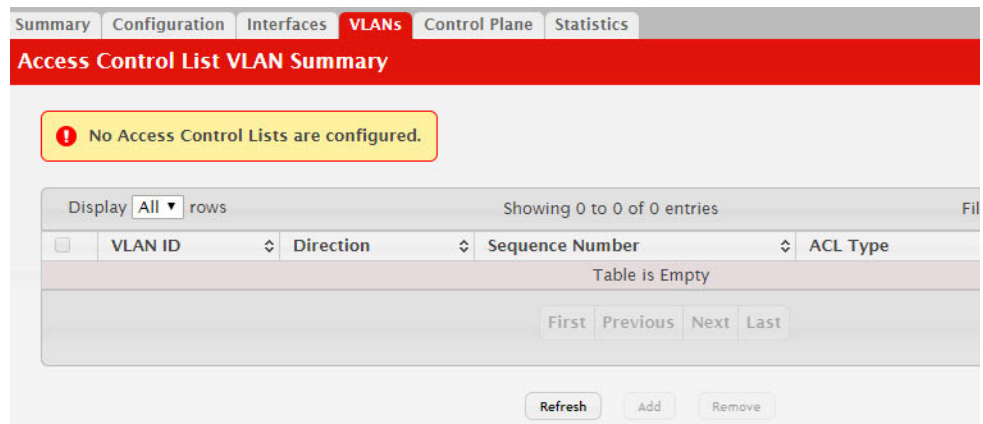 Summary Configuration Interfaces VLANs Control Plane Statistics
Access Control List VLAN Summary
No Access Control Lists are configured.
Display All rows Showing 0 to 0 of 0 entries Fil
VLAN ID Direction Sequence Number ACL Type
Table is Empty
First Previous Next Last
Refresh Add Remove